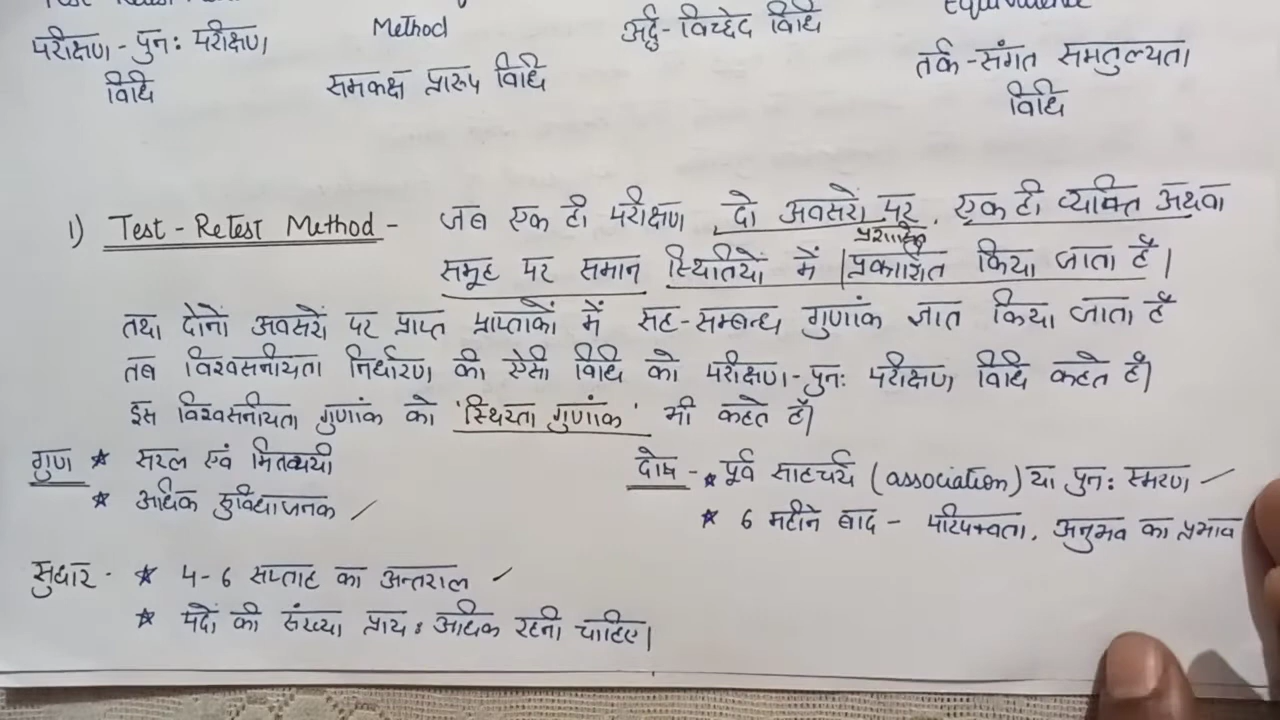 Method
Equivalence
परीक्षण - पुनः परीक्षण
विधि
समकक्ष प्रारुप विधि
अर्द्ध-विच्छेद विधि
तर्क-संगत समतुल्यता
विधि
1) Test-Retest Method - जब एक ही परीक्षण दो अवसरों पर, एक ही व्यक्ति अथवा
प्रशासित
समूह पर समान स्थितियों में प्रकाशित किया जाता है।
तथा दोनों अवसरों पर प्राप्त प्राप्तांकों में सह-सम्बन्ध गुणांक ज्ञात किया जाता है
तब विश्वसनीयता निर्धारण की ऐसी विधि को परीक्षण-पुनः परीक्षण विधि कहते है।
इस विश्वसनीयता गुणांक को 'स्थिरता गुणांक' भी कहते है।
गुण ★ सरल एवं मितव्ययी
★ अधिक सुविधाजनक
दोष - ★ पूर्व साहचर्य (association) या पुनः स्मरण
★ 6 महीने बाद - परिपक्वता, अनुभव का प्रभाव
सुधार - ★ 4-6 सप्ताह का अन्तराल
★ पदों की संख्या प्रायः अधिक रहनी चाहिए।